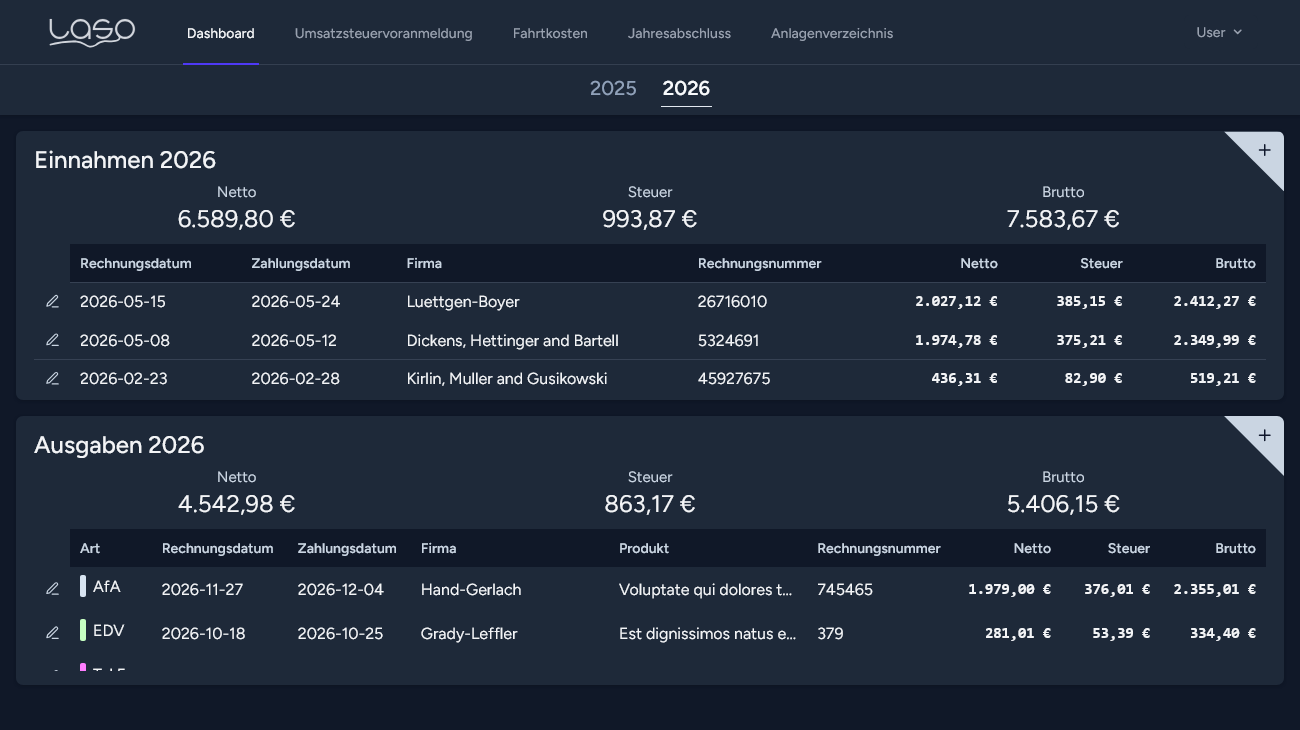 Laso Dashboard Umsatzsteuervoranmeldung Fahrtkosten Jahresabschluss Anlagenverzeichnis User
2025 2026
Einnahmen 2026 +
Netto Steuer Brutto
6.589,80 € 993,87 € 7.583,67 €
Rechnungsdatum Zahlungsdatum Firma Rechnungsnummer Netto Steuer Brutto
2026-05-15 2026-05-24 Luettgen-Boyer 26716010 2.027,12 € 385,15 € 2.412,27 €
2026-05-08 2026-05-12 Dickens, Hettinger and Bartell 5324691 1.974,78 € 375,21 € 2.349,99 €
2026-02-23 2026-02-28 Kirlin, Muller and Gusikowski 45927675 436,31 € 82,90 € 519,21 €
Ausgaben 2026 +
Netto Steuer Brutto
4.542,98 € 863,17 € 5.406,15 €
Art Rechnungsdatum Zahlungsdatum Firma Produkt Rechnungsnummer Netto Steuer Brutto
AfA 2026-11-27 2026-12-04 Hand-Gerlach Voluptate qui dolores t... 745465 1.979,00 € 376,01 € 2.355,01 €
EDV 2026-10-18 2026-10-25 Grady-Leffler Est dignissimos natus e... 379 281,01 € 53,39 € 334,40 €